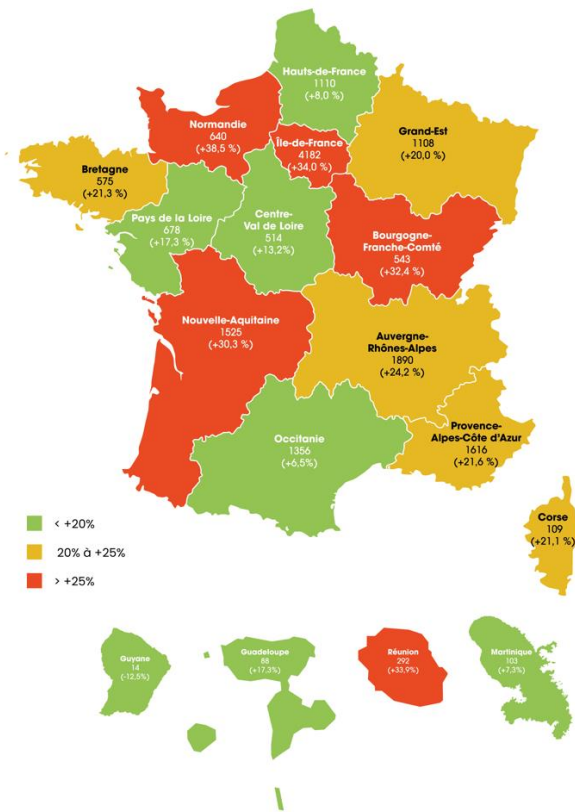 Hauts-de-France
1110
(+8,0 %)
Normandie
640
(+38,5 %)
Île-de-France
4182
(+34,0 %)
Grand-Est
1108
(+20,0 %)
Bretagne
575
(+21,3 %)
Pays de la Loire
678
(+17,3 %)
Centre-
Val de Loire
514
(+13,2%)
Bourgogne-
Franche-Comté
543
(+32,4 %)
Nouvelle-Aquitaine
1525
(+30,3 %)
Auvergne-
Rhônes-Alpes
1890
(+24,2 %)
Provence-
Alpes-Côte d'Azur
1616
(+21,6 %)
Occitanie
1356
(+6,5%)
Corse
109
(+21,1 %)
< +20%
20% à +25%
> +25%
Guyane
14
(-12,5%)
Guadeloupe
88
(+17,3%)
Réunion
292
(+33,9%)
Martinique
103
(+7,3%)